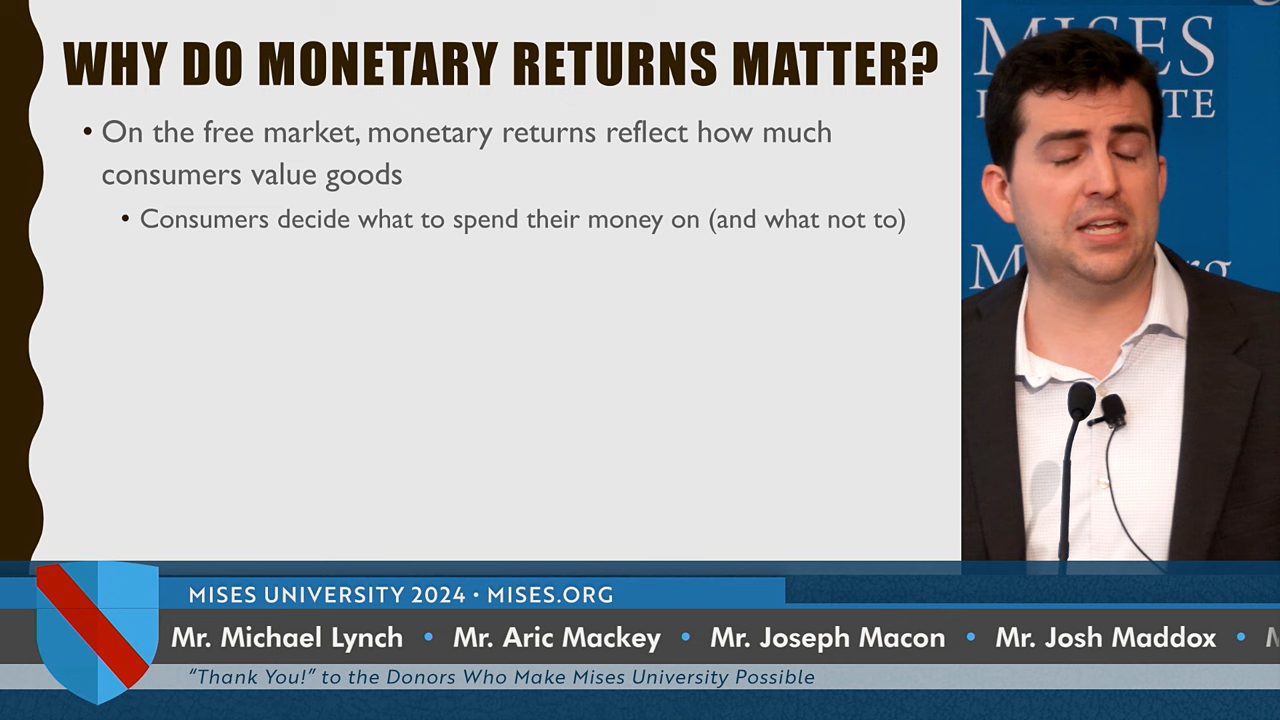 WHY DO MONETARY RETURNS MATTER?
• On the free market, monetary returns reflect how much
consumers value goods
• Consumers decide what to spend their money on (and what not to)
MISES
TE
MISES UNIVERSITY 2024 • MISES.ORG
Mr. Michael Lynch • Mr. Aric Mackey • Mr. Joseph Macon • Mr. Josh Maddox •
“Thank You!” to the Donors Who Make Mises University Possible